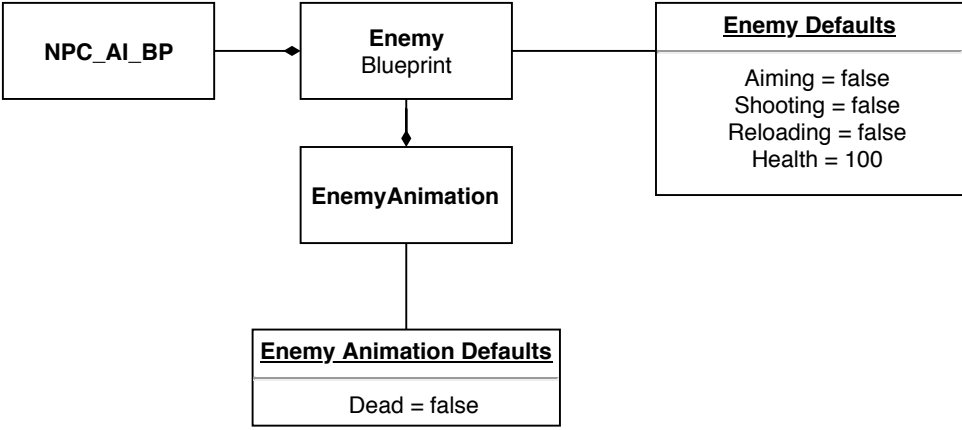 NPC_AI_BP
Enemy
Blueprint
Enemy Defaults
Aiming = false
Shooting = false
Reloading = false
Health = 100
EnemyAnimation
Enemy Animation Defaults
Dead = false